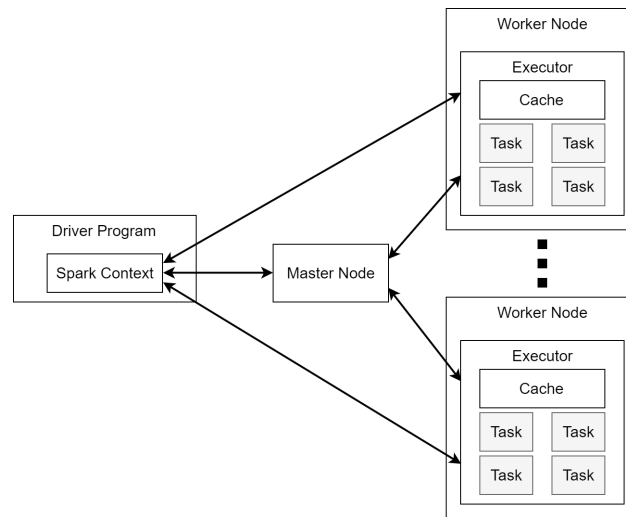 Worker Node
Executor
Cache
Task Task
Task Task
Driver Program
Spark Context
Master Node
Worker Node
Executor
Cache
Task Task
Task Task